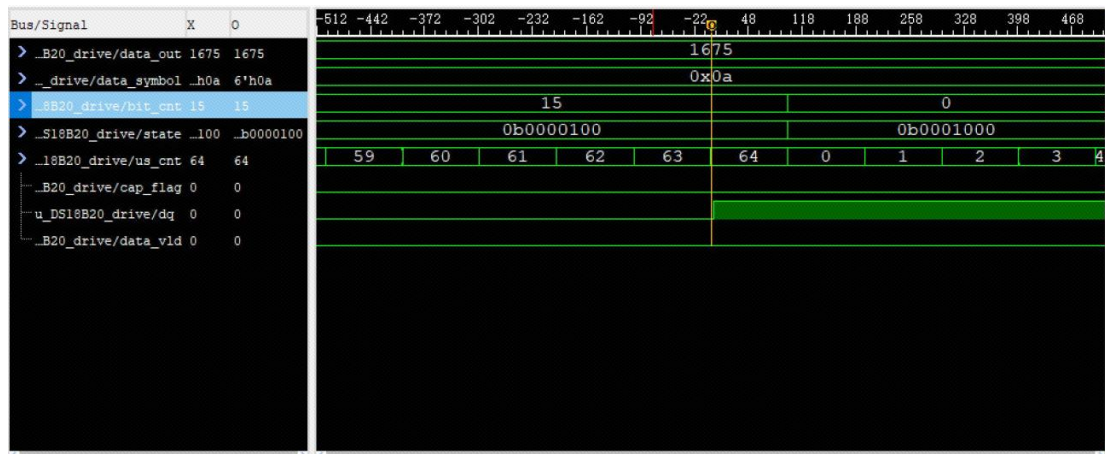 Bus/Signal X O -512 -442 -372 -302 -232 -162 -92 -22 48 118 188 258 328 398 468
..B20_drive/data_out 1675 1675 1675
.._drive/data_symbol ..h0a 6'h0a 0x0a
..8B20_drive/bit_cnt 15 15 15 0
..S18B20_drive/state ..100 ..b0000100 0b0000100 0b0001000
..18B20_drive/us_cnt 64 64 59 60 61 62 63 64 0 1 2 3 4
..B20_drive/cap_flag 0 0
u_DS18B20_drive/dq 0 0
..B20_drive/data_vld 0 0